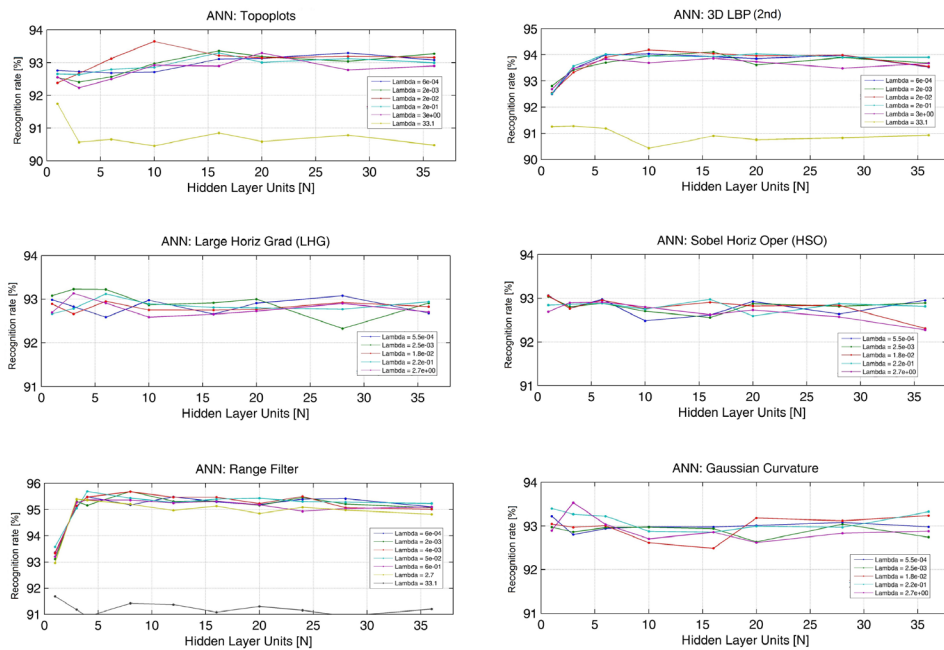 ANN: Topoplots
94
93
92
91
90
Recognition rate [%]
0 5 10 15 20 25 30 35
Hidden Layer Units [N]
Lambda = 6e-04
Lambda = 2e-03
Lambda = 2e-02
Lambda = 2e-01
Lambda = 3e+00
Lambda = 33.1
ANN: 3D LBP (2nd)
95
94
93
92
91
90
Recognition rate [%]
0 5 10 15 20 25 30 35
Hidden Layer Units [N]
Lambda = 6e-04
Lambda = 2e-03
Lambda = 2e-02
Lambda = 2e-01
Lambda = 3e+00
Lambda = 33.1
ANN: Large Horiz Grad (LHG)
94
93
92
91
Recognition rate [%]
0 5 10 15 20 25 30 35
Hidden Layer Units [N]
Lambda = 5.5e-04
Lambda = 2.5e-03
Lambda = 1.8e-02
Lambda = 2.2e-01
Lambda = 2.7e+00
ANN: Sobel Horiz Oper (HSO)
94
93
92
91
Recognition rate [%]
0 5 10 15 20 25 30 35
Hidden Layer Units [N]
Lambda = 5.5e-04
Lambda = 2.5e-03
Lambda = 1.8e-02
Lambda = 2.2e-01
Lambda = 2.7e+00
ANN: Range Filter
96
95
94
93
92
91
Recognition rate [%]
0 5 10 15 20 25 30 35
Hidden Layer Units [N]
Lambda = 6e-04
Lambda = 2e-03
Lambda = 4e-03
Lambda = 5e-02
Lambda = 6e-01
Lambda = 2.7
Lambda = 33.1
ANN: Gaussian Curvature
94
93
92
91
Recognition rate [%]
0 5 10 15 20 25 30 35
Hidden Layer Units [N]
Lambda = 5.5e-04
Lambda = 2.5e-03
Lambda = 1.8e-02
Lambda = 2.2e-01
Lambda = 2.7e+00